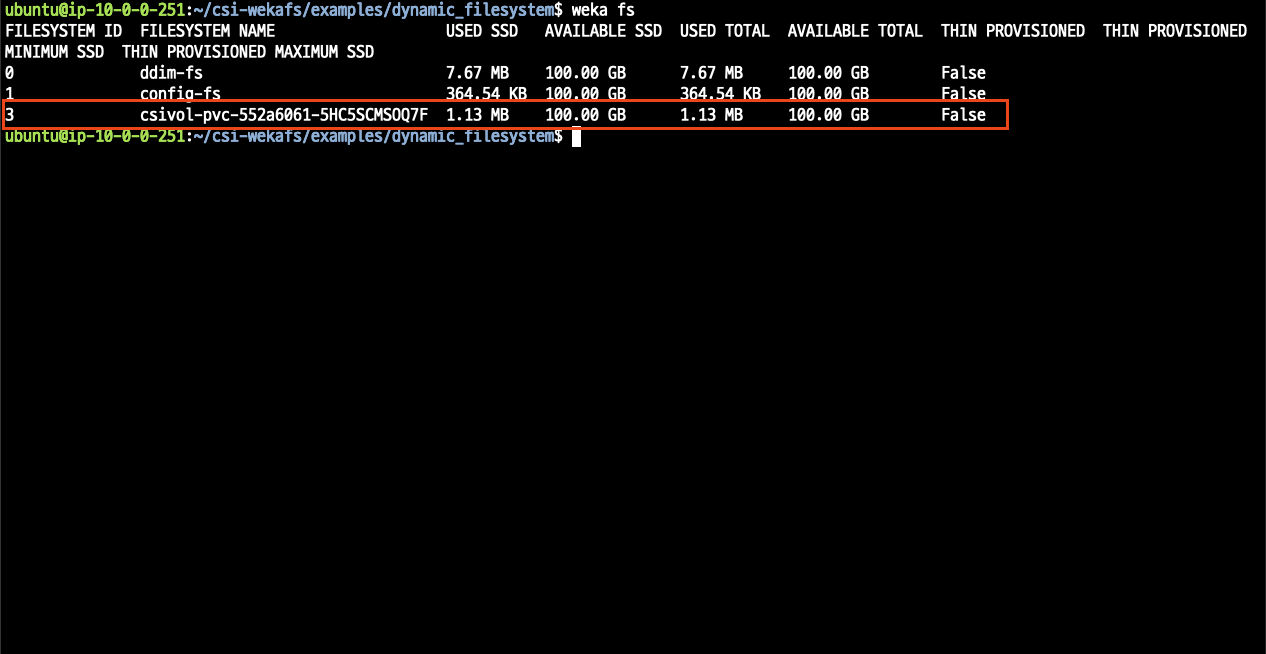 ubuntu@ip-10-0-0-251:~/csi-wekafs/examples/dynamic_filesystem$ weka fs
FILESYSTEM ID  FILESYSTEM NAME                   USED SSD   AVAILABLE SSD  USED TOTAL  AVAILABLE TOTAL  THIN PROVISIONED  THIN PROVISIONED
MINIMUM SSD  THIN PROVISIONED MAXIMUM SSD
0              ddim-fs                           7.67 MB    100.00 GB      7.67 MB     100.00 GB        False
1              config-fs                         364.54 KB  100.00 GB      364.54 KB   100.00 GB        False
3              csivol-pvc-552a6061-5HC5SCMSOQ7F  1.13 MB    100.00 GB      1.13 MB     100.00 GB        False
ubuntu@ip-10-0-0-251:~/csi-wekafs/examples/dynamic_filesystem$